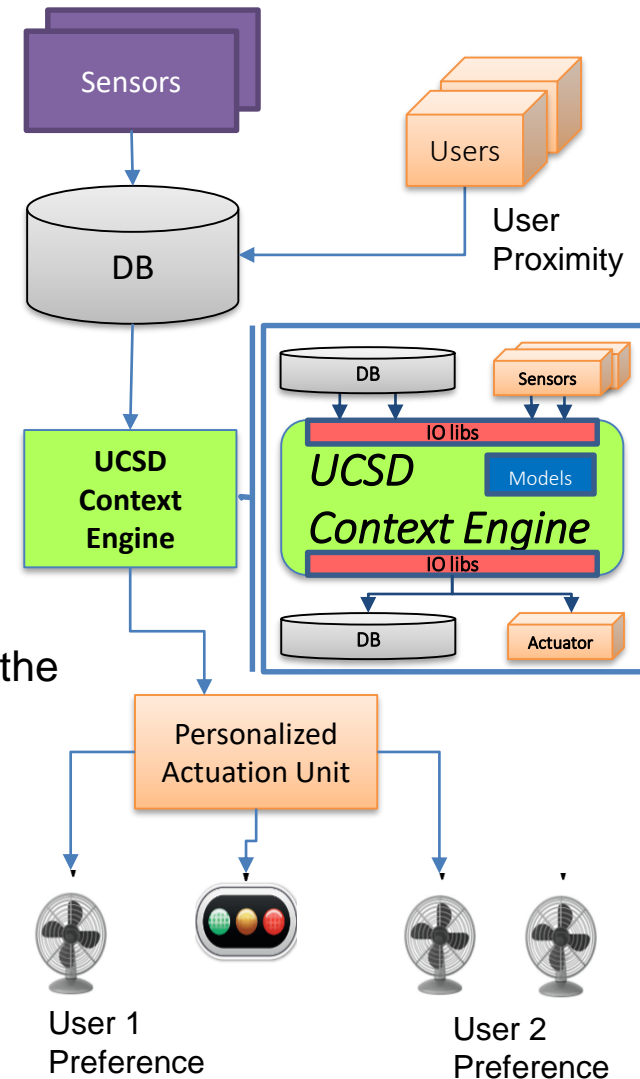 Sensors
Users
User
Proximity
DB
DB
Sensors
IO libs
UCSD
Context
Engine
UCSD
Models
Context Engine
IO libs
DB
Actuator
the
Personalized
Actuation Unit
User 1
Preference
User 2
Preference